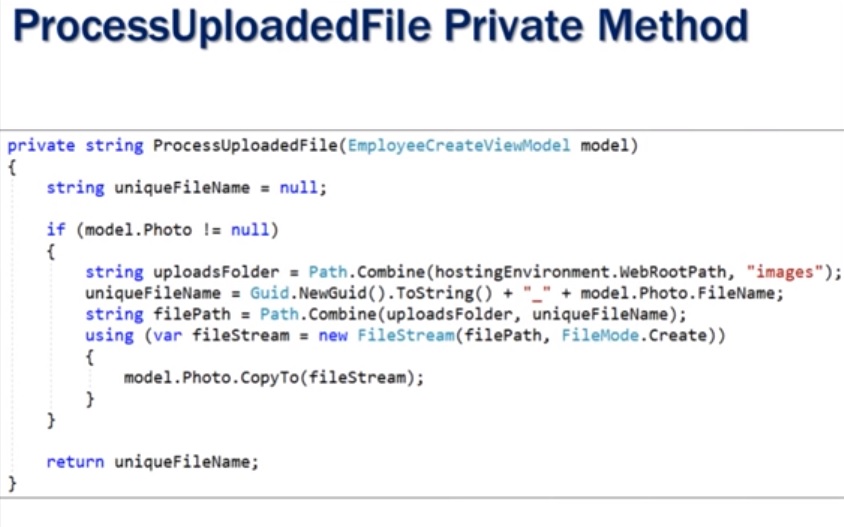 ProcessUploadedFile Private Method
private string ProcessUploadedFile(EmployeeCreateViewModel model)
{
    string uniqueFileName = null;
    if (model.Photo != null)
    {
        string uploadsFolder = Path.Combine(hostingEnvironment.WebRootPath, "images");
        uniqueFileName = Guid.NewGuid().ToString() + "_" + model.Photo.FileName;
        string filePath = Path.Combine(uploadsFolder, uniqueFileName);
        using (var fileStream = new FileStream(filePath, FileMode.Create))
        {
            model.Photo.CopyTo(fileStream);
        }
    }
    return uniqueFileName;
}